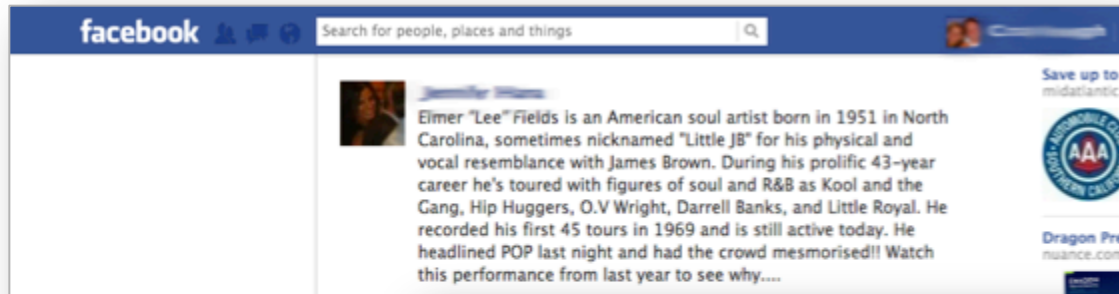 facebook
Search for people, places and things
Elmer "Lee" Fields is an American soul artist born in 1951 in North
Carolina, sometimes nicknamed "Little JB" for his physical and
vocal resemblance with James Brown. During his prolific 43-year
career he's toured with figures of soul and R&B as Kool and the
Gang, Hip Huggers, O.V Wright, Darrell Banks, and Little Royal. He
recorded his first 45 tours in 1969 and is still active today. He
headlined POP last night and had the crowd mesmorised!! Watch
this performance from last year to see why....
Save up to
midatlantic
AUTOMOBILE C
AAA
SOUTHERN CALI
Dragon Pre
nuance.com